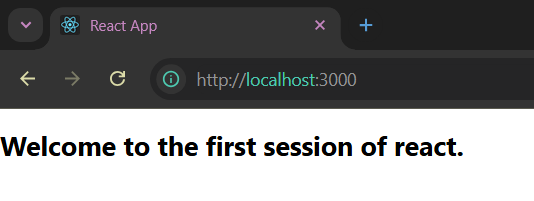 React App
http://localhost:3000
Welcome to the first session of react.